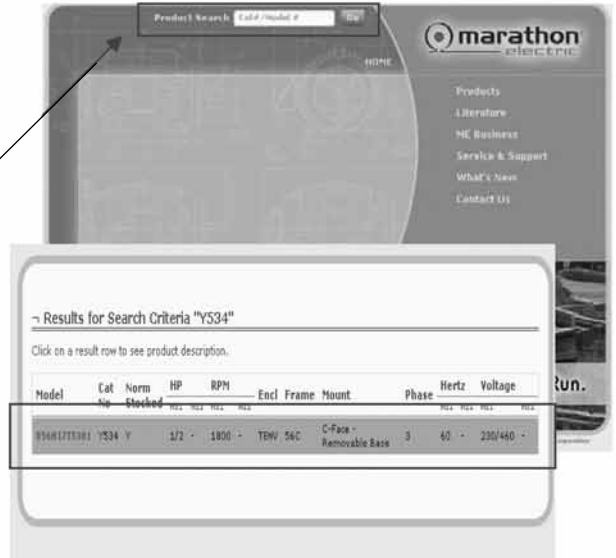 Product Search Cat# / Model # Go
marathon
electric
HOME
Products
Literature
ME Business
Service & Support
What's New
Contact Us
¬ Results for Search Criteria "Y534"
Click on a result row to see product description.
Model Cat No Norm Stocked HP RPM Encl Frame Mount Phase Hertz Voltage
Y534 Y 1/2 - 1800 - TENV 56C C-Face - Removable Base 3 60 - 230/460 -
Run.